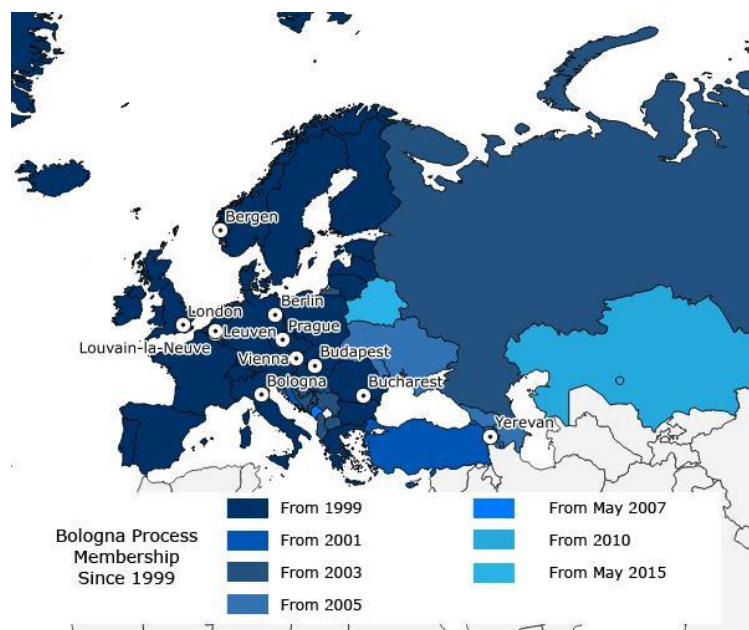 Bergen
London
Berlin
Leuven
Prague
Louvain-la-Neuve
Vienna
Budapest
Bologna
Bucharest
Yerevan
Bologna Process
Membership
Since 1999
From 1999
From 2001
From 2003
From 2005
From May 2007
From 2010
From May 2015